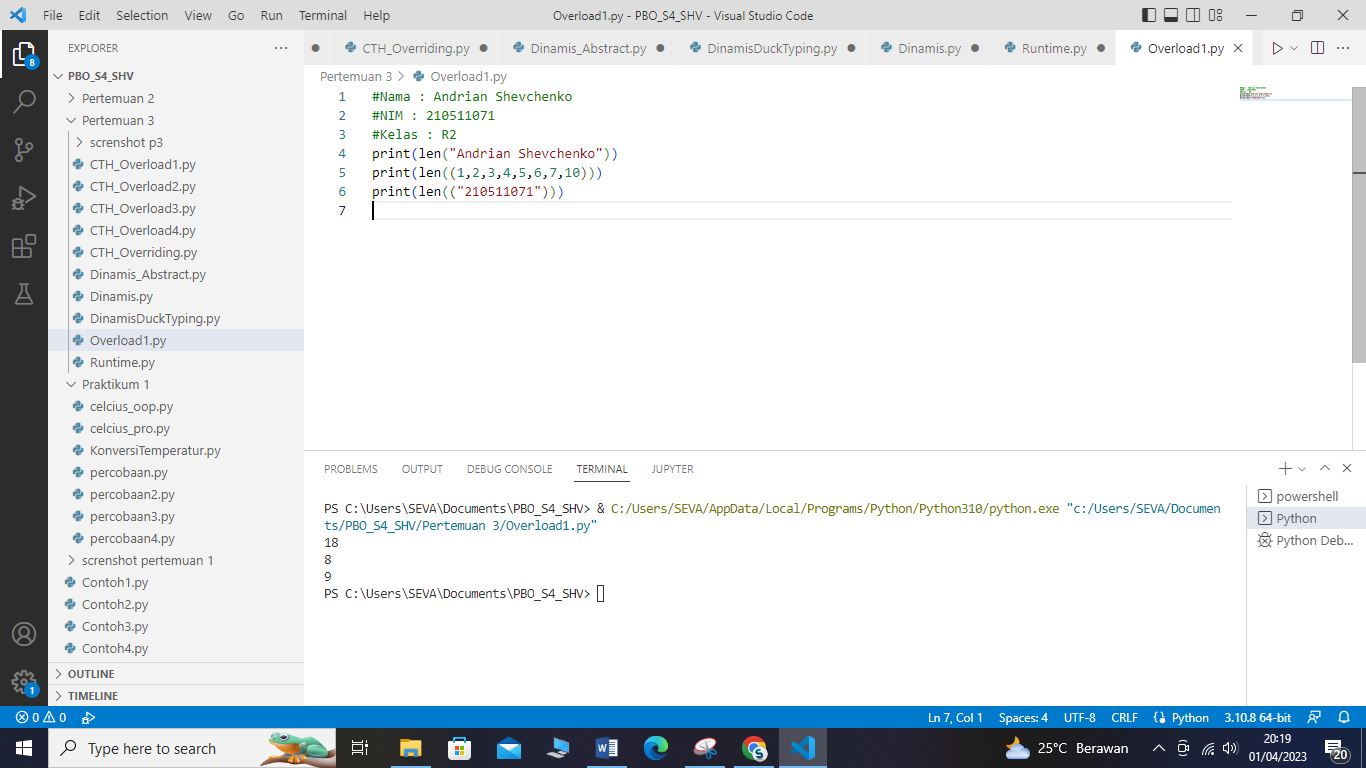 File Edit Selection View Go Run Terminal Help
Overload1.py - PBO_S4_SHV - Visual Studio Code
EXPLORER
CTH_Overriding.py
Dinamis_Abstract.py
DinamisDuckTyping.py
Dinamis.py
Runtime.py
Overload1.py
8
PBO_S4_SHV
Pertemuan 2
Pertemuan 3
screnshot p3
CTH_Overload1.py
CTH_Overload2.py
CTH_Overload3.py
CTH_Overload4.py
CTH_Overriding.py
Dinamis_Abstract.py
Dinamis.py
DinamisDuckTyping.py
Overload1.py
Runtime.py
Praktikum 1
celcius_oop.py
celcius_pro.py
KonversiTemperatur.py
percobaan.py
percobaan2.py
percobaan3.py
percobaan4.py
screnshot pertemuan 1
Contoh1.py
Contoh2.py
Contoh3.py
Contoh4.py
OUTLINE
TIMELINE
1
Pertemuan 3 > Overload1.py
1 #Nama : Andrian Shevchenko
2 #NIM : 210511071
3 #Kelas : R2
4 print(len("Andrian Shevchenko"))
5 print(len((1,2,3,4,5,6,7,10)))
6 print(len(("210511071")))
7
PROBLEMS OUTPUT DEBUG CONSOLE TERMINAL JUPYTER
PS C:\Users\SEVA\Documents\PBO_S4_SHV> & C:/Users/SEVA/AppData/Local/Programs/Python/Python310/python.exe "c:/Users/SEVA/Documen
ts/PBO_S4_SHV/Pertemuan 3/Overload1.py"
18
8
9
PS C:\Users\SEVA\Documents\PBO_S4_SHV>
powershell
Python
Python Deb...
0 0
Ln 7, Col 1 Spaces: 4 UTF-8 CRLF Python 3.10.8 64-bit
Type here to search
25°C Berawan
20:19
01/04/2023
20